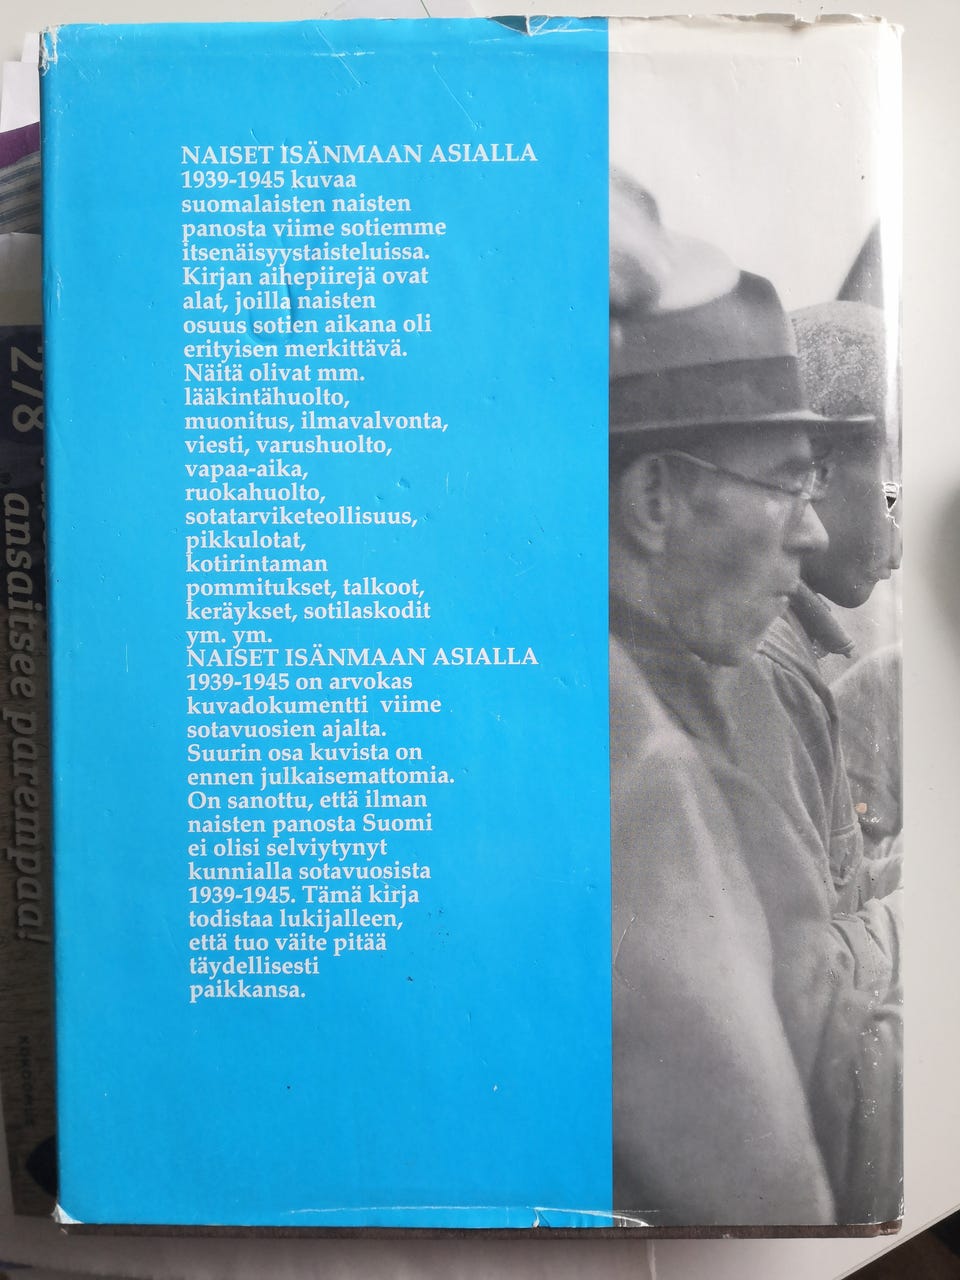 NAISET ISÄNMAAN ASIALLA
1939-1945 kuvaa
suomalaisten naisten
panosta viime sotiemme
itsenäisyystaisteluissa.
Kirjan aihepiirejä ovat
alat, joilla naisten
osuus sotien aikana oli
erityisen merkittävä.
Näitä olivat mm.
lääkintähuolto,
muonitus, ilmavalvonta,
viesti, varushuolto,
vapaa-aika,
ruokahuolto,
sotatarviketeollisuus,
pikkulotat,
kotirintaman
pommitukset, talkoot,
keräykset, sotilaskodit
ym. ym.
NAISET ISÄNMAAN ASIALLA
1939-1945 on arvokas
kuvadokumentti viime
sotavuosien ajalta.
Suurin osa kuvista on
ennen julkaisemattomia.
On sanottu, että ilman
naisten panosta Suomi
ei olisi selviytynyt
kunnialla sotavuosista
1939-1945. Tämä kirja
todistaa lukijalleen,
että tuo väite pitää
täydellisesti
paikkansa.
278
ansaitsee parempaa!
KOKOOMUS